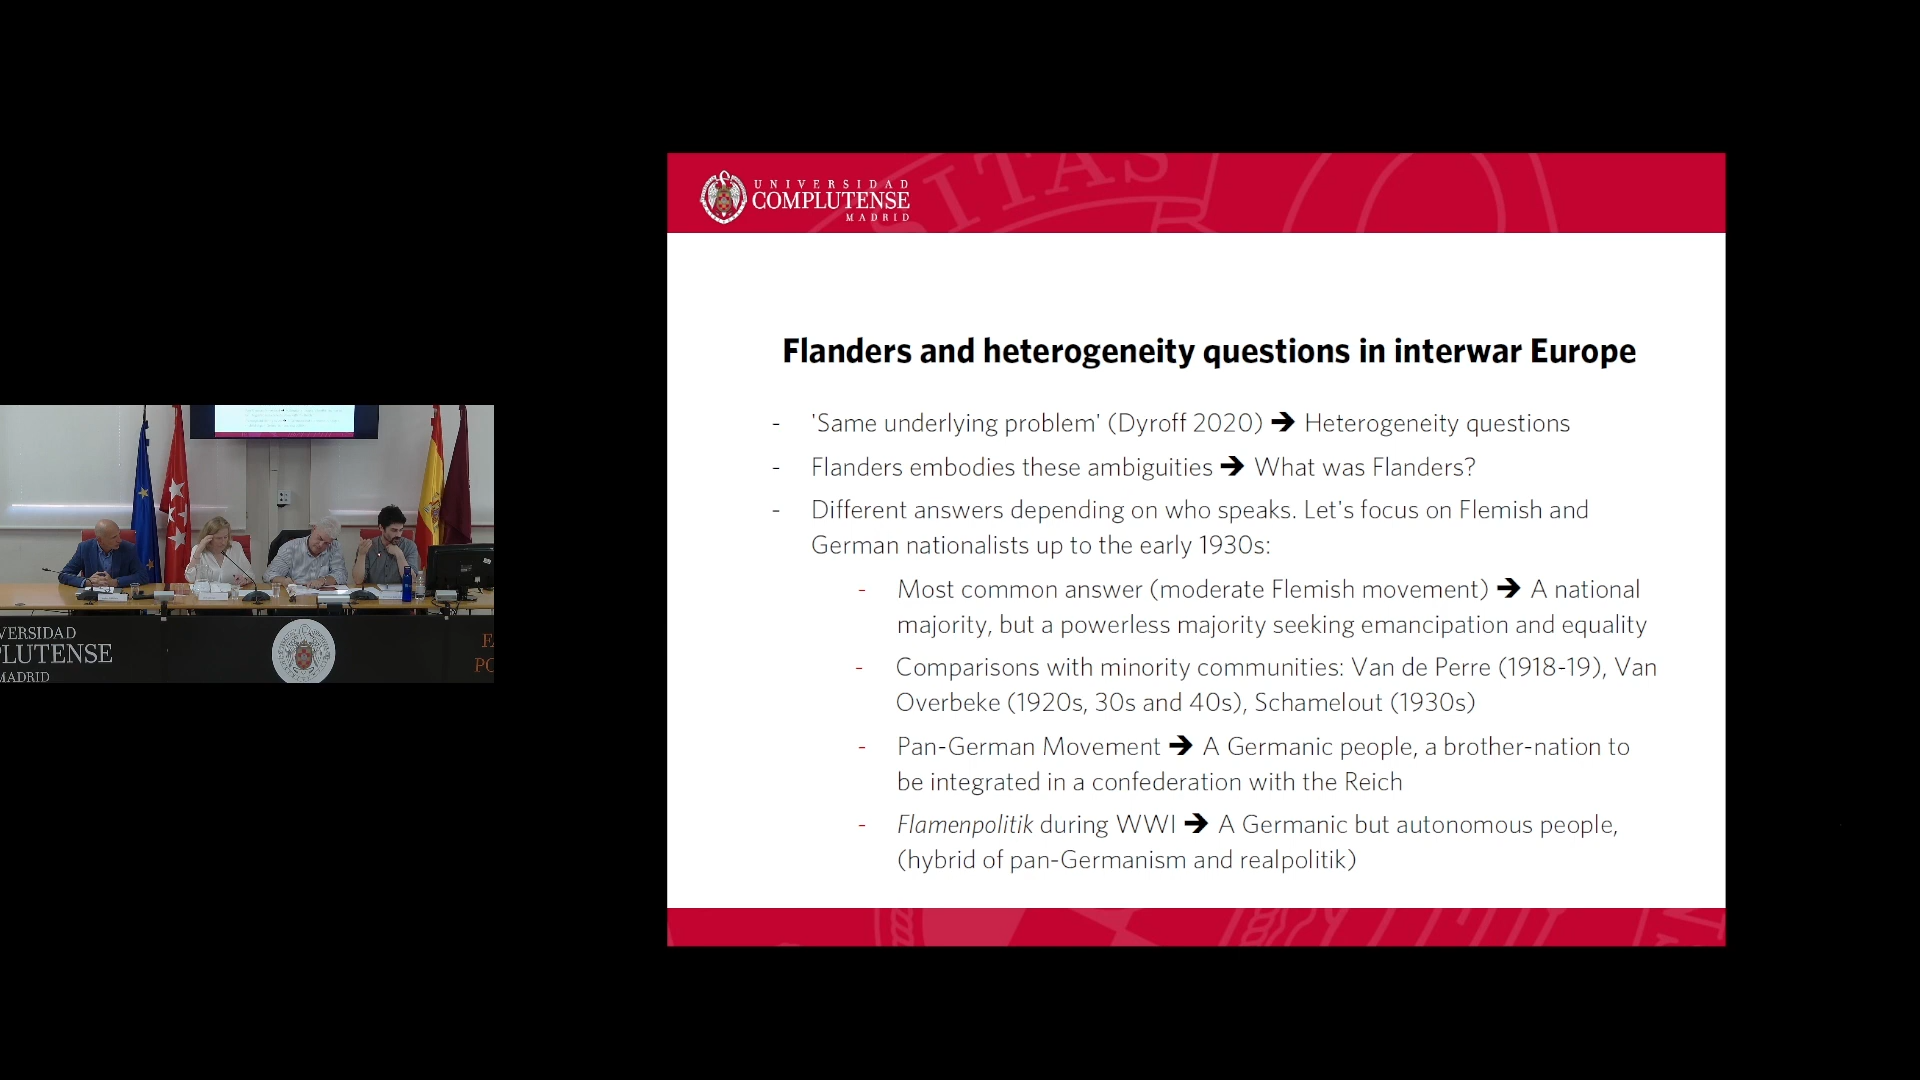 UNIVERSIDAD
COMPLUTENSE
MADRID
Flanders and heterogeneity questions in interwar Europe
- 'Same underlying problem' (Dyroff 2020) ➔ Heterogeneity questions
- Flanders embodies these ambiguities ➔ What was Flanders?
- Different answers depending on who speaks. Let's focus on Flemish and
German nationalists up to the early 1930s:
- Most common answer (moderate Flemish movement) ➔ A national
majority, but a powerless majority seeking emancipation and equality
- Comparisons with minority communities: Van de Perre (1918-19), Van
Overbeke (1920s, 30s and 40s), Schamelout (1930s)
- Pan-German Movement ➔ A Germanic people, a brother-nation to
be integrated in a confederation with the Reich
- Flamenpolitik during WWI ➔ A Germanic but autonomous people,
(hybrid of pan-Germanism and realpolitik)
VERSIDAD
PLUTENSE
MADRID
FA
PO